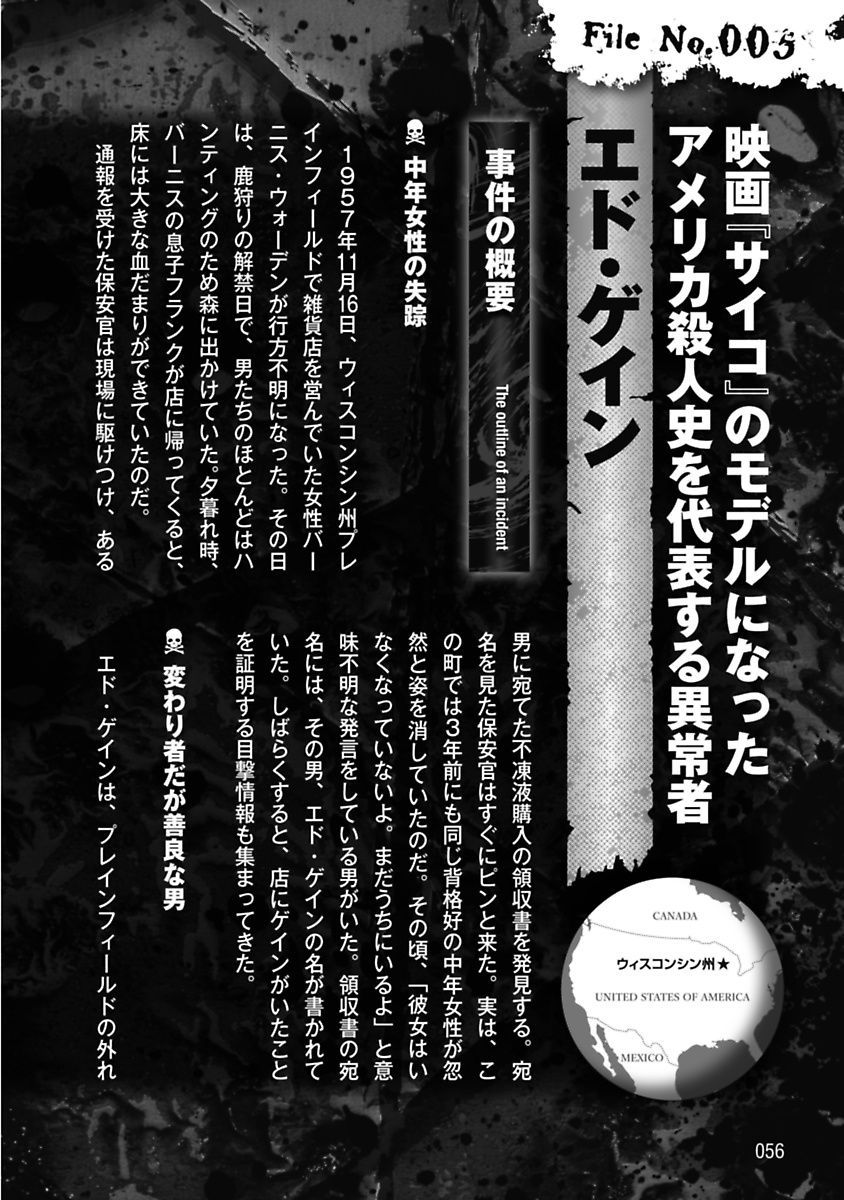 File No.005
映画『サイコ』のモデルになった
アメリカ殺人史を代表する異常者
エド・ゲイン
事件の概要
The outline of an incident
中年女性の失踪
１９５７年11月16日、ウィスコンシン州プレ
インフィールドで雑貨店を営んでいた女性バー
ニス・ウォーデンが行方不明になった。その日
は、鹿狩りの解禁日で、男たちのほとんどはハ
ンティングのため森に出かけていた。夕暮れ時、
バーニスの息子フランクが店に帰ってくると、
床には大きな血だまりができていたのだ。
通報を受けた保安官は現場に駆けつけ、ある
男に宛てた不凍液購入の領収書を発見する。宛
名を見た保安官はすぐにピンと来た。実は、こ
の町では３年前にも同じ背格好の中年女性が忽
然と姿を消していたのだ。その頃、「彼女はい
なくなっていないよ。まだうちにいるよ」と意
味不明な発言をしている男がいた。領収書の宛
名には、その男、エド・ゲインの名が書かれて
いた。しばらくすると、店にゲインがいたこと
を証明する目撃情報も集まってきた。
変わり者だが善良な男
エド・ゲインは、プレインフィールドの外れ
CANADA
ウィスコンシン州★
UNITED STATES OF AMERICA
MEXICO
056